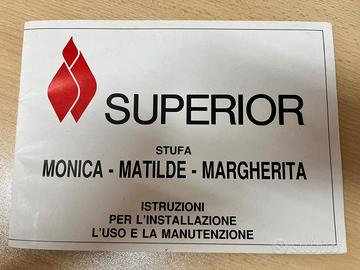 SUPERIOR
STUFA
MONICA - MATILDE - MARGHERITA
ISTRUZIONI
PER L'INSTALLAZIONE
L'USO E LA MANUTENZIONE